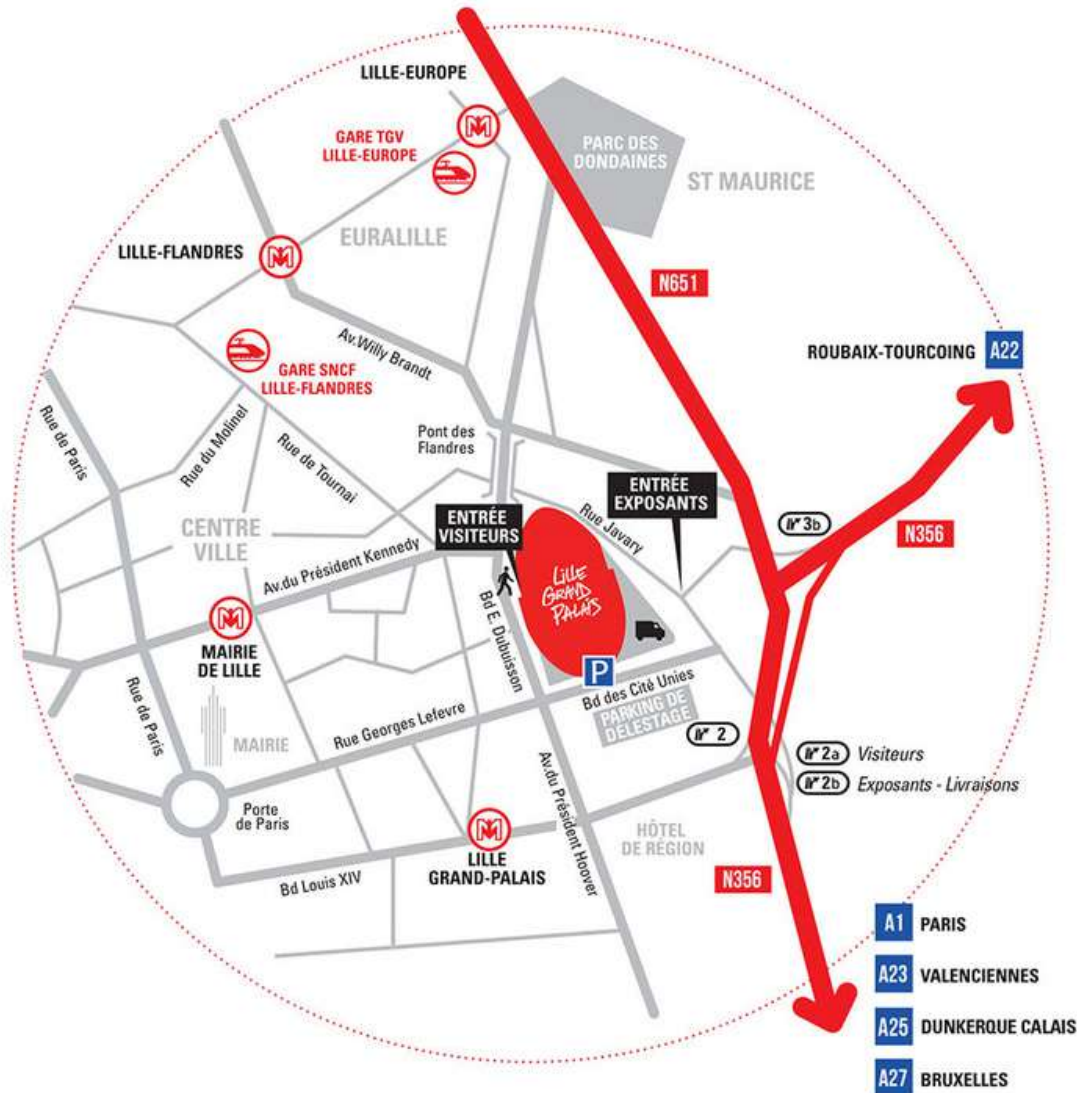 LILLE-EUROPE
GARE TGV
LILLE-EUROPE
PARC DES
DONDAINES
ST MAURICE
EURALILLE
LILLE-FLANDRES
N651
Av.Willy Brandt
ROUBAIX-TOURCOING A22
GARE SNCF
LILLE-FLANDRES
Rue de Paris
Rue du Molinel
Rue de Tournai
Pont des
Flandres
ENTRÉE
EXPOSANTS
ENTRÉE
VISITEURS
Rue Javary
3b
N356
CENTRE
VILLE
Av.du Président Kennedy
LILLE
GRAND
PALAIS
Bd E. Dubuisson
MAIRIE
DE LILLE
P
Bd des Cité Unies
PARKING DE
DÉLESTAGE
Rue de Paris
MAIRIE
Rue Georges Lefevre
2
2a Visiteurs
2b Exposants - Livraisons
Porte
de Paris
Av.du Président Hoover
HÔTEL
DE RÉGION
LILLE
GRAND-PALAIS
Bd Louis XIV
N356
A1 PARIS
A23 VALENCIENNES
A25 DUNKERQUE CALAIS
A27 BRUXELLES